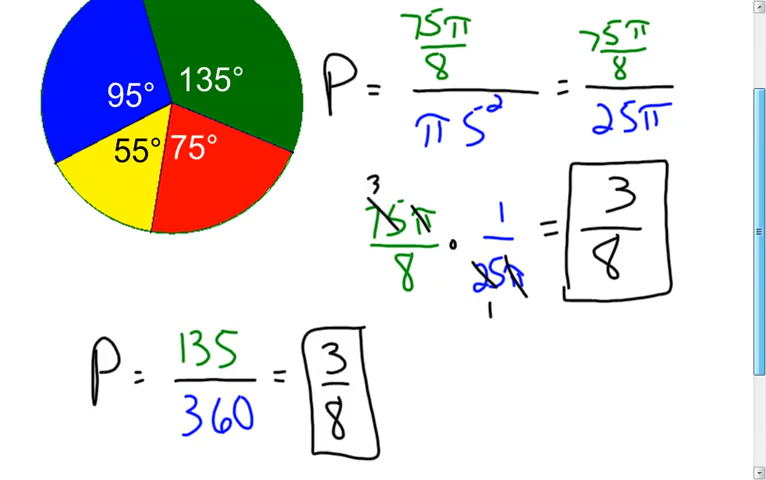 95° 135°
55° 75°
P = 75π/8 / π5² = 75π/8 / 25π
3
75π/8 · 1/25π = 3/8
1
P = 135/360 = 3/8